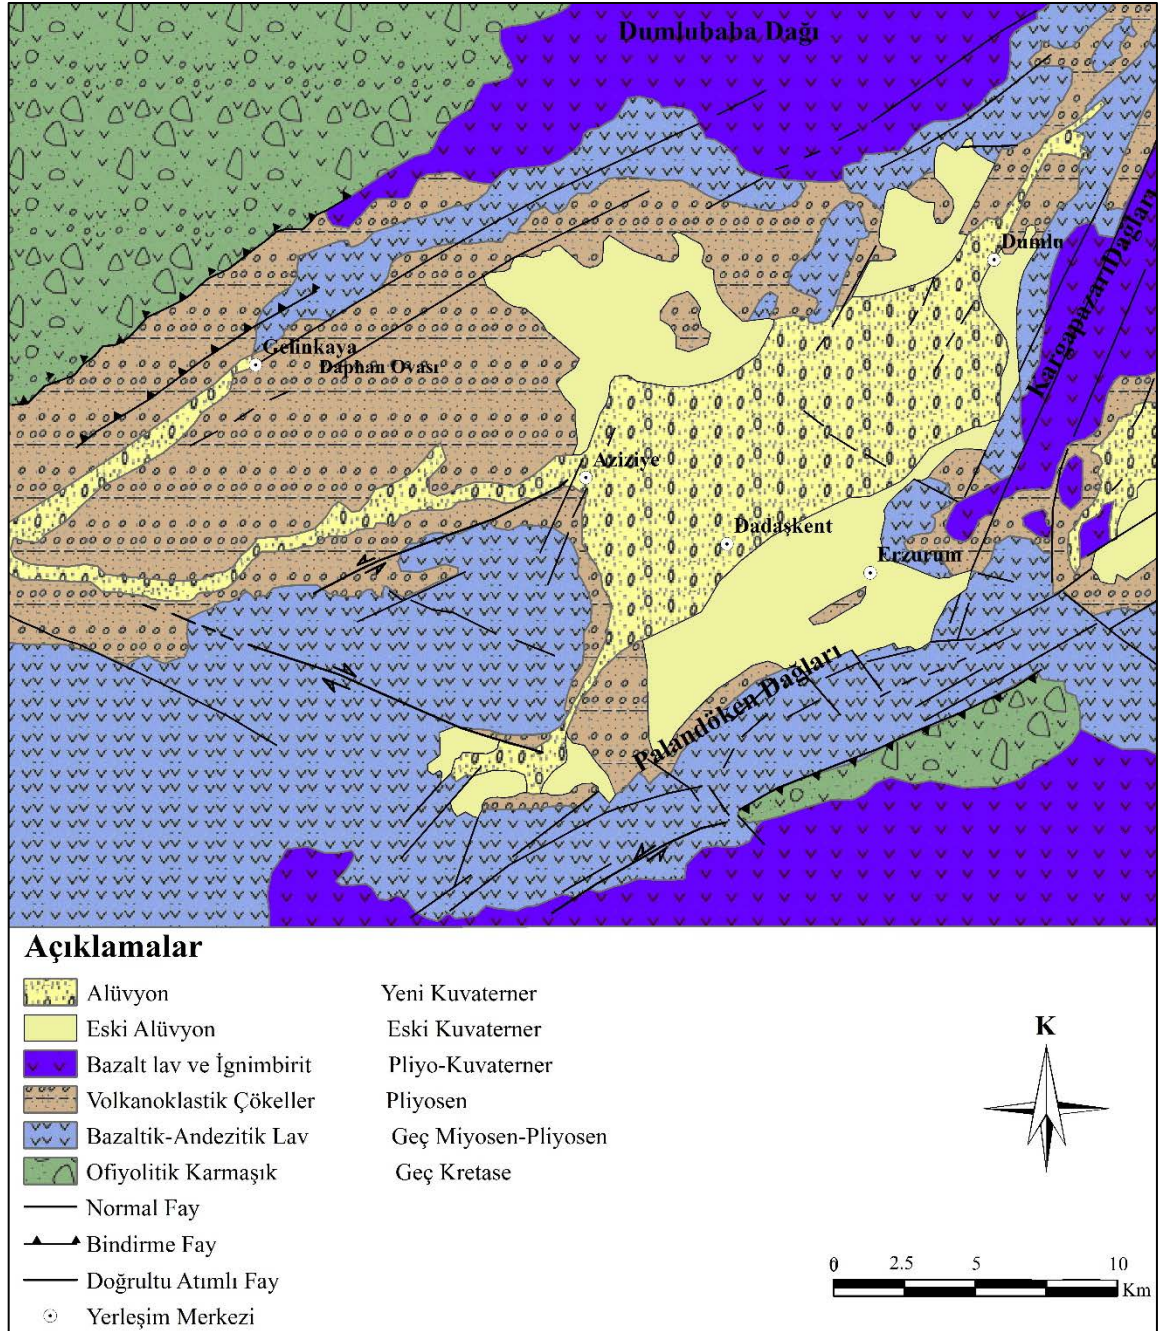 Dumlubaba Dağı
Dumlu
Kargapazarı Dağları
Gelinkaya
Daphan Ovası
Aziziye
Dadaşkent
Erzurum
Palandöken Dağları
Açıklamalar
Alüvyon Yeni Kuvaterner
Eski Alüvyon Eski Kuvaterner
Bazalt lav ve İgnimbirit Pliyo-Kuvaterner
Volkanoklastik Çökeller Pliyosen
Bazaltik-Andezitik Lav Geç Miyosen-Pliyosen
Ofiyolitik Karmaşık Geç Kretase
Normal Fay
Bindirme Fay
Doğrultu Atımlı Fay
Yerleşim Merkezi
K
0 2.5 5 10
Km